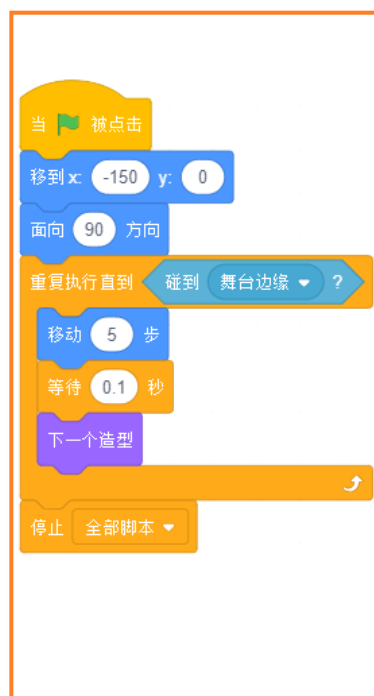 当 被点击
移到 x: -150 y: 0
面向 90 方向
重复执行直到 碰到 舞台边缘 ?
移动 5 步
等待 0.1 秒
下一个造型
停止 全部脚本